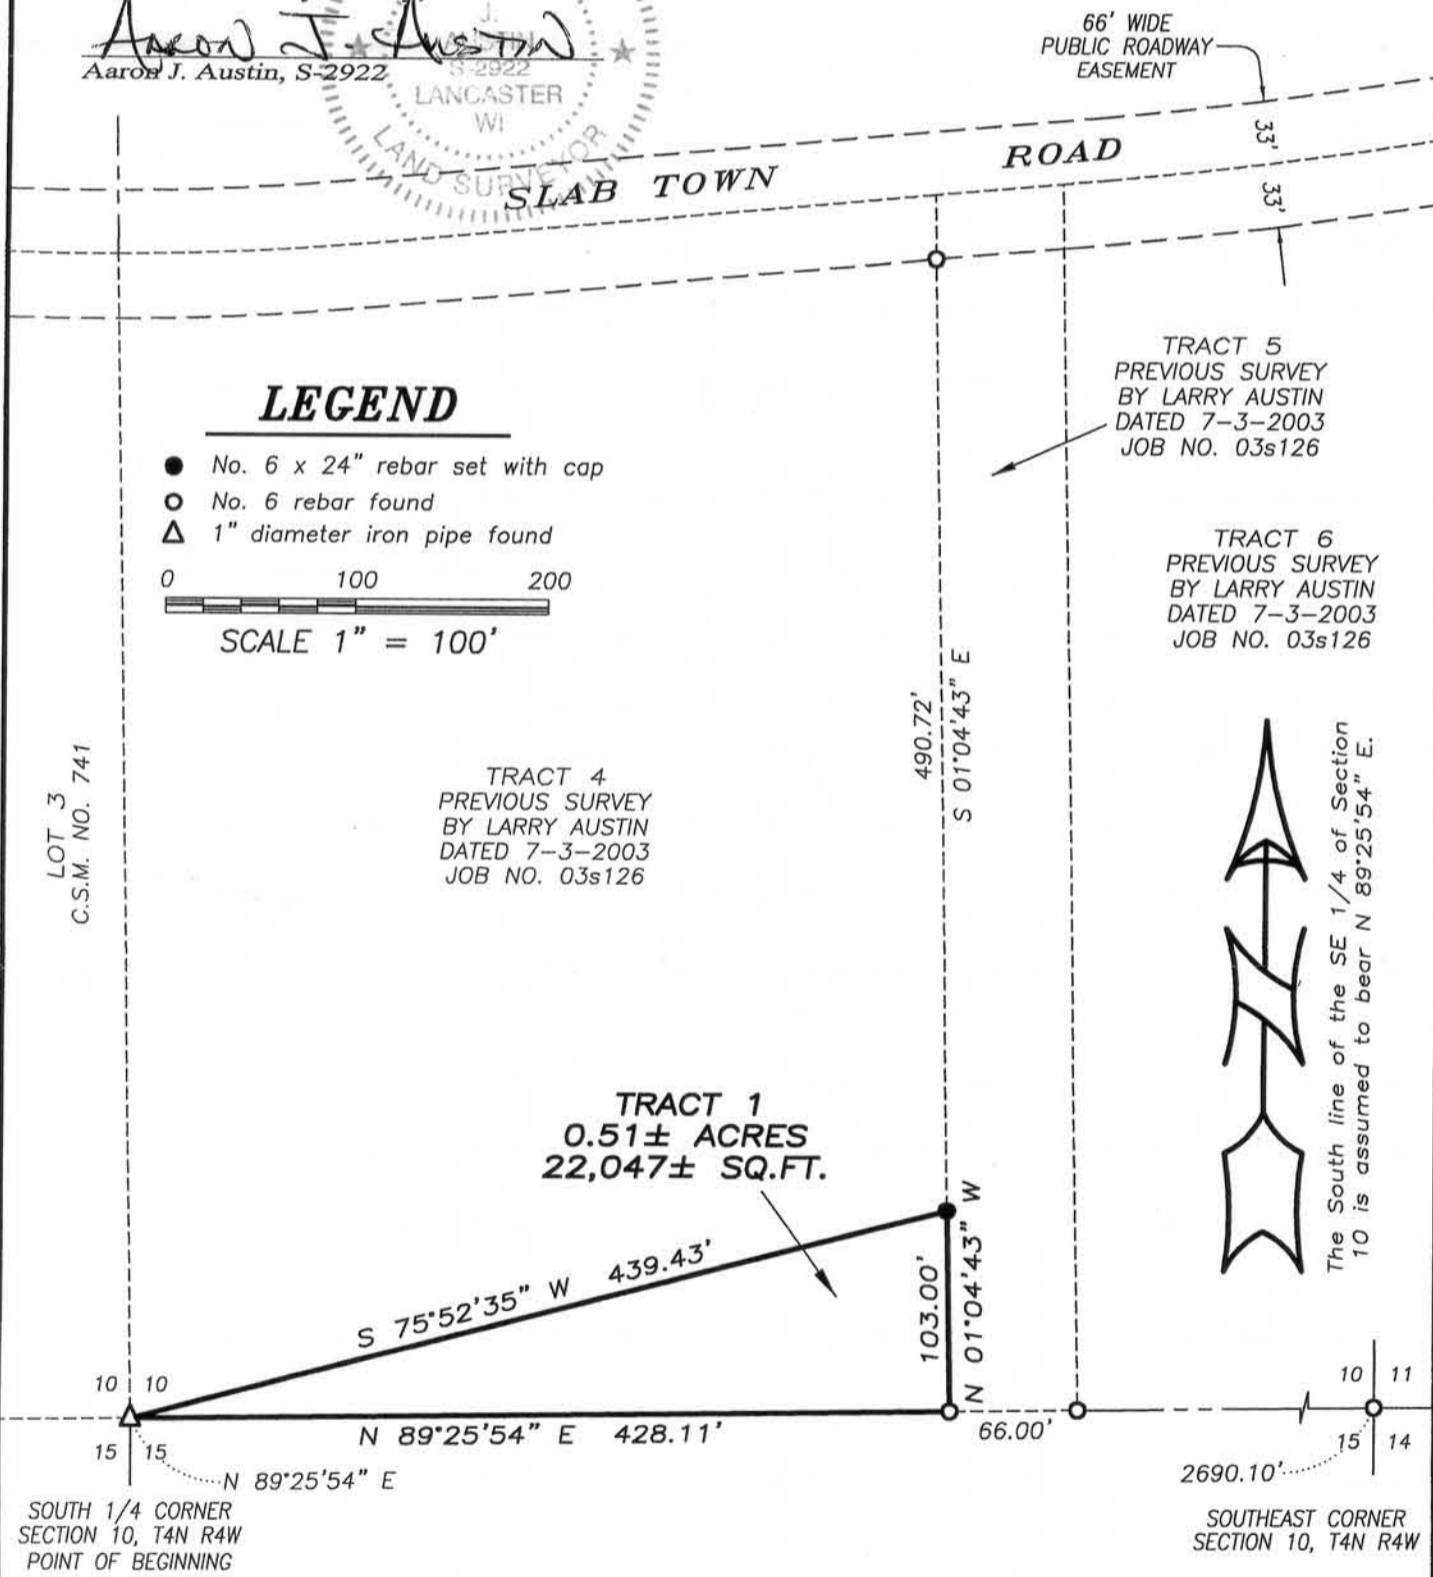 Aaron J. Austin
Aaron J. Austin, S-2922
J.
AUSTIN
S-2922
LANCASTER
WI
LAND SURVEYOR
66' WIDE
PUBLIC ROADWAY
EASEMENT
33'
33'
SLAB TOWN ROAD
TRACT 5
PREVIOUS SURVEY
BY LARRY AUSTIN
DATED 7-3-2003
JOB NO. 03s126
LEGEND
No. 6 x 24" rebar set with cap
No. 6 rebar found
1" diameter iron pipe found
0 100 200
SCALE 1" = 100'
TRACT 6
PREVIOUS SURVEY
BY LARRY AUSTIN
DATED 7-3-2003
JOB NO. 03s126
490.72'
S 01°04'43" E
LOT 3
C.S.M. NO. 741
TRACT 4
PREVIOUS SURVEY
BY LARRY AUSTIN
DATED 7-3-2003
JOB NO. 03s126
N
The South line of the SE 1/4 of Section
10 is assumed to bear N 89°25'54" E.
TRACT 1
0.51± ACRES
22,047± SQ.FT.
S 75°52'35" W 439.43'
103.00'
N 01°04'43" W
10 10
15 15
N 89°25'54" E 428.11'
66.00'
10 11
15 14
N 89°25'54" E
2690.10'
SOUTH 1/4 CORNER
SECTION 10, T4N R4W
POINT OF BEGINNING
SOUTHEAST CORNER
SECTION 10, T4N R4W